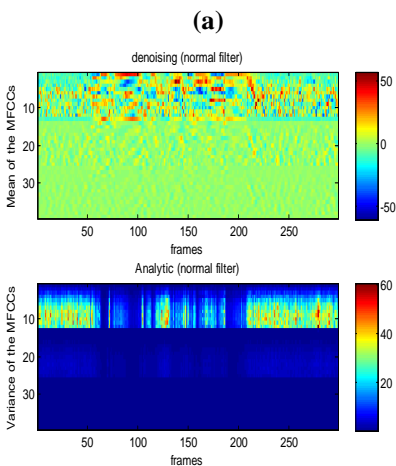 (a)
denoising (normal filter)
Mean of the MFCCs
10
20
30
50
0
-50
50 100 150 200 250
frames
Analytic (normal filter)
Variance of the MFCCs
10
20
30
60
40
20
50 100 150 200 250
frames